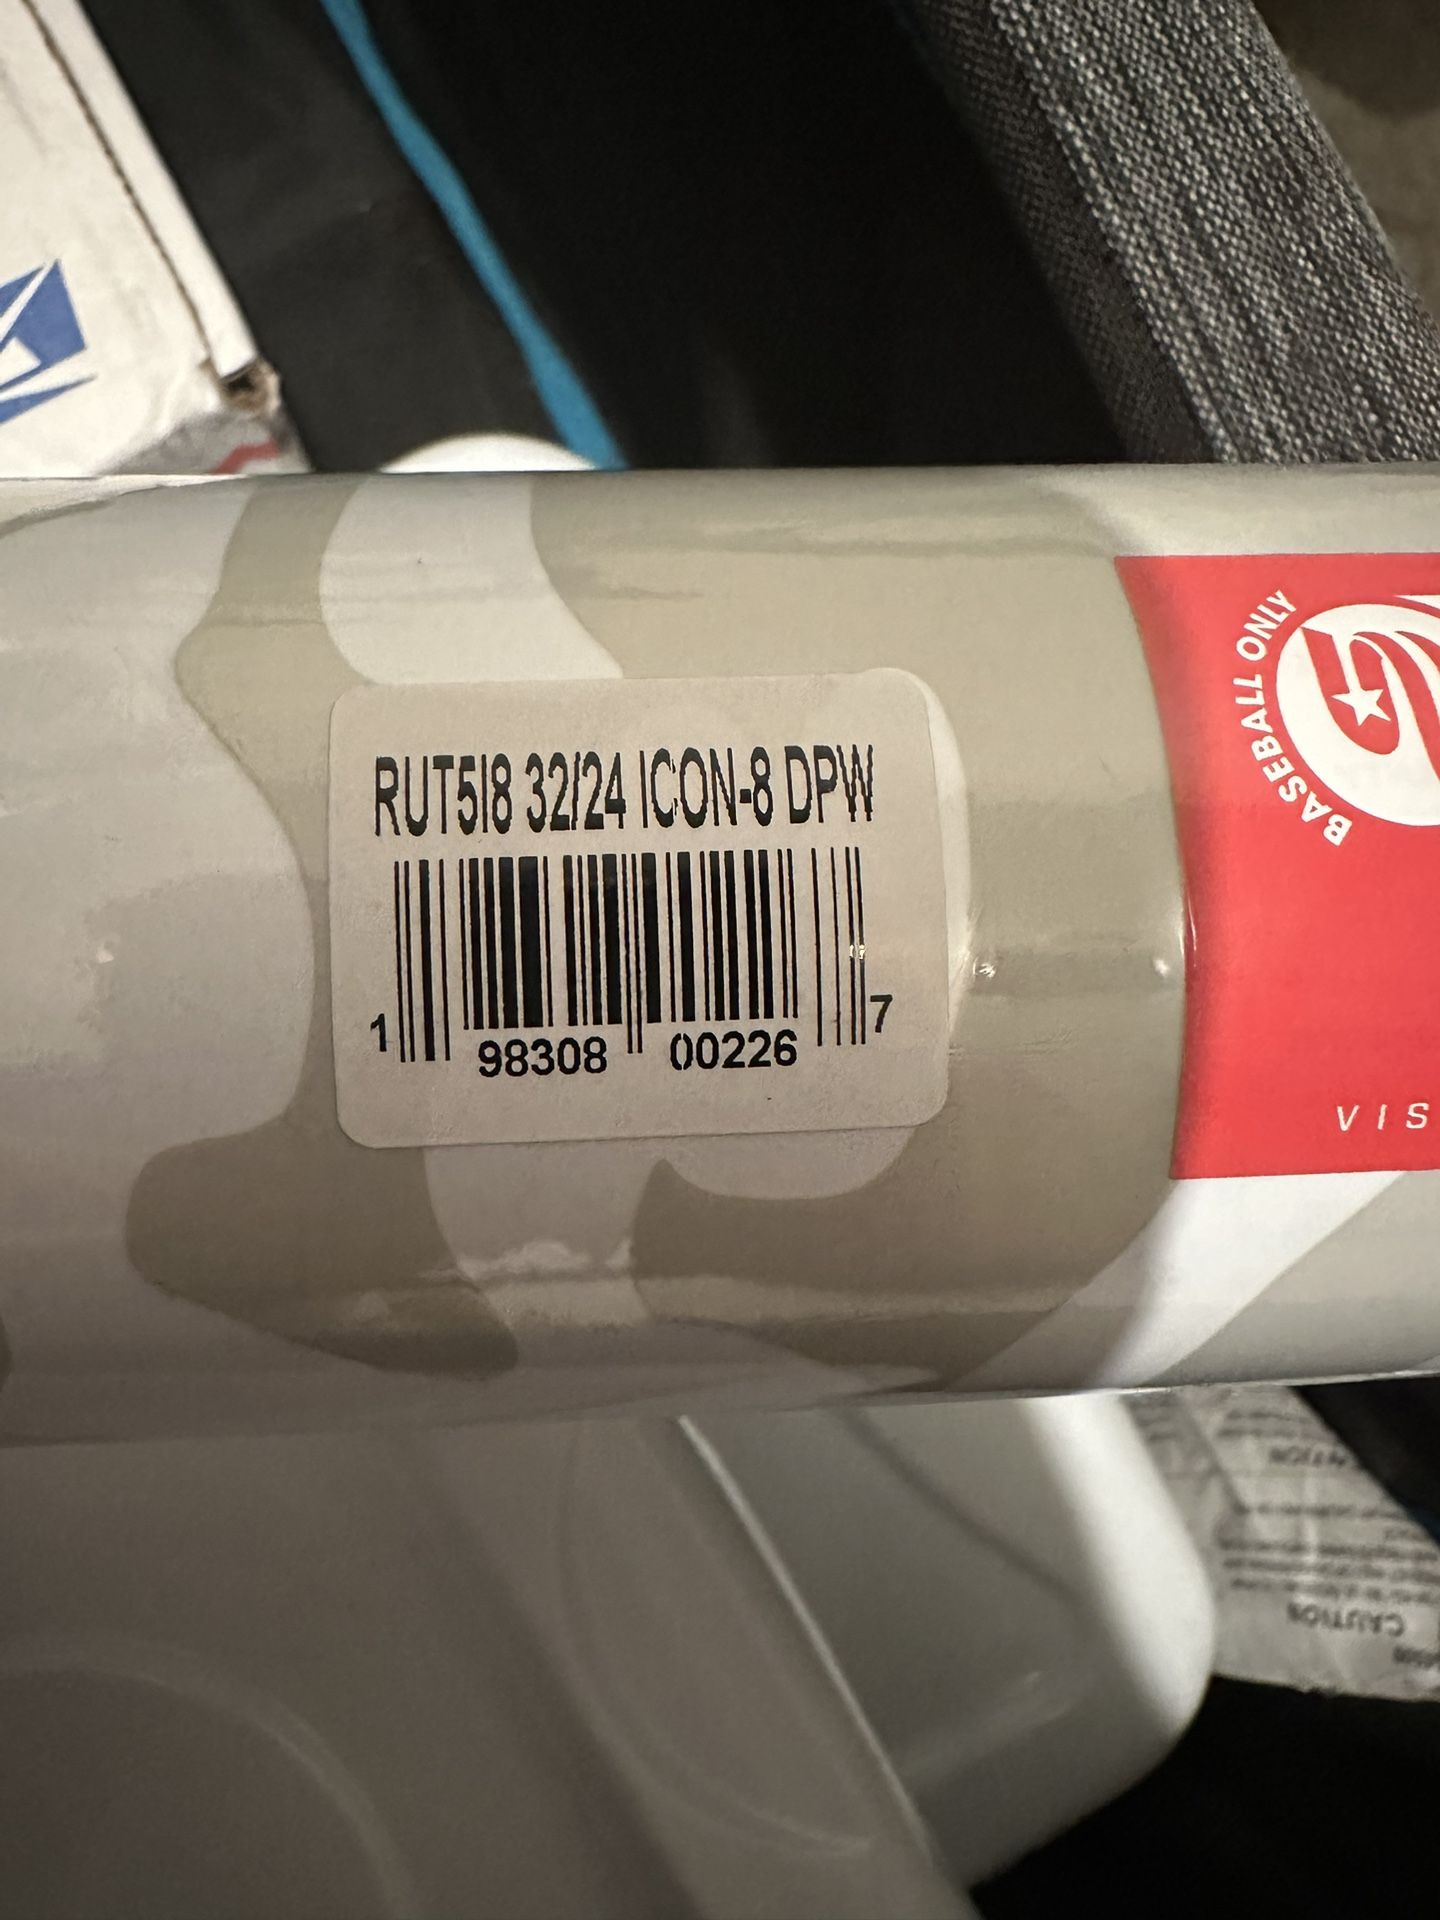 RUT5I8 32/24 ICON-8 DPW
1 98308 00226 7
BASEBALL ONLY
VIS
CAUTION